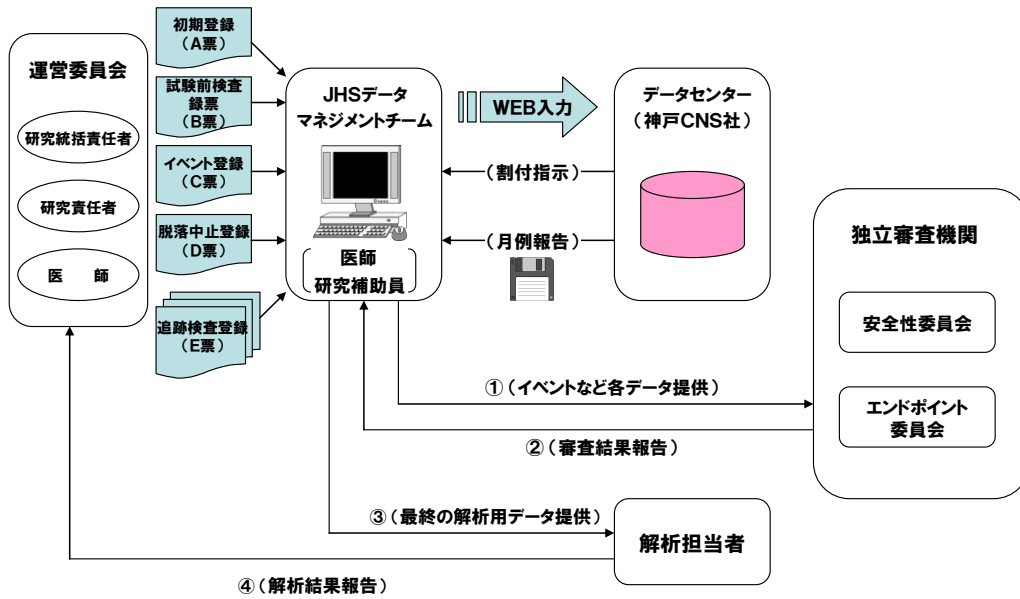 運営委員会
研究統括責任者
研究責任者
医　　師
初期登録
（A票）
試験前検査
録票
（B票）
イベント登録
（C票）
脱落中止登録
（D票）
追跡検査登録
（E票）
JHSデータ
マネジメントチーム
医師
研究補助員
WEB入力
（割付指示）
（月例報告）
データセンター
（神戸CNS社）
独立審査機関
安全性委員会
エンドポイント
委員会
①（イベントなど各データ提供）
②（審査結果報告）
③（最終の解析用データ提供）
解析担当者
④（解析結果報告）